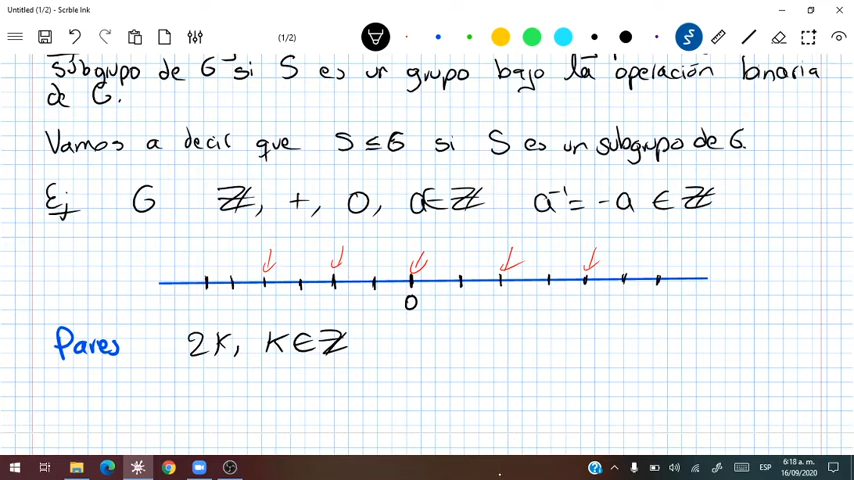 Untitled (1/2) - Scrble Ink
(1/2)
subgrupo de G si S es un grupo bajo la operación binaria
de G.
Vamos a decir que S ≤ G si S es un subgrupo de G.
Ej G ℤ, +, 0, a∈ℤ a⁻¹ = -a ∈ ℤ
0
Pares 2k, k∈ℤ
ESP
6:18 a. m.
16/09/2020